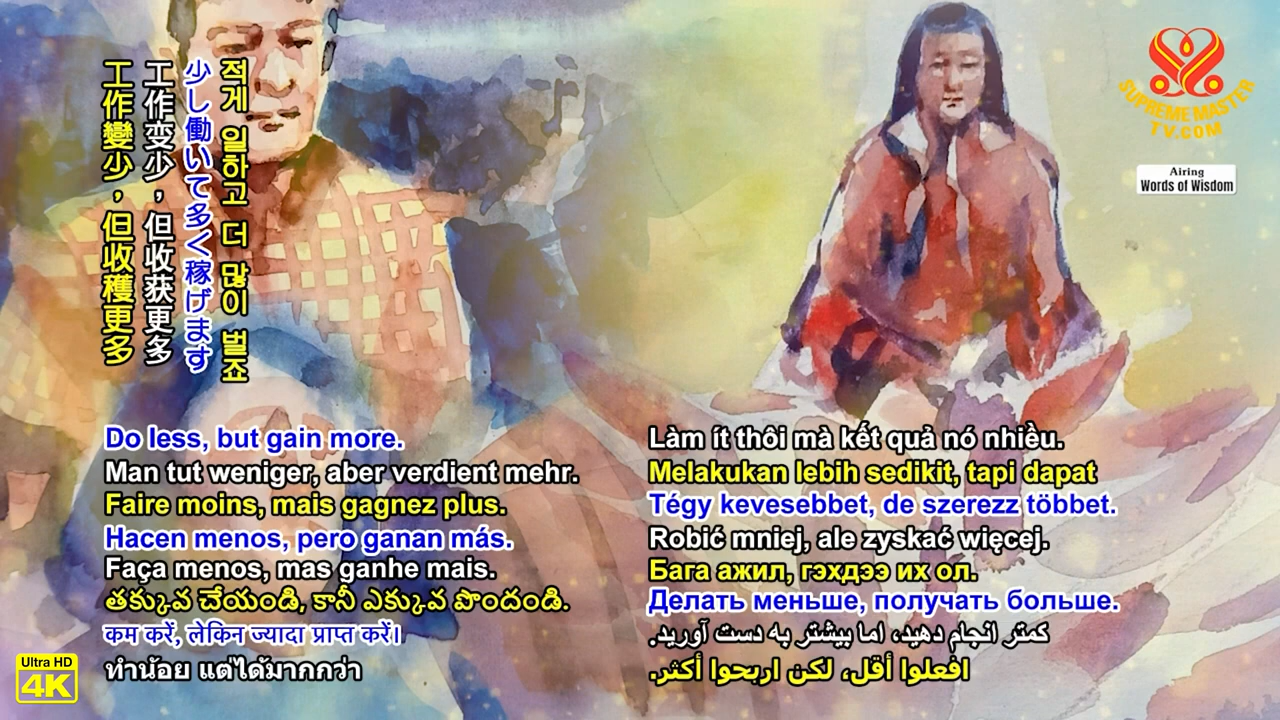 工作變少，但收穫更多
工作变少，但收获更多
少し働いて多く稼げます
적게 일하고 더 많이 벌죠
SUPREME MASTER
TV.COM
Airing
Words of Wisdom
Do less, but gain more.
Man tut weniger, aber verdient mehr.
Faire moins, mais gagnez plus.
Hacen menos, pero ganan más.
Faça menos, mas ganhe mais.
తక్కువ చేయండి, కానీ ఎక్కువ పొందండి.
कम करें, लेकिन ज्यादा प्राप्त करें।
ทำน้อย แต่ได้มากกว่า
Làm ít thôi mà kết quả nó nhiều.
Melakukan lebih sedikit, tapi dapat
Tégy kevesebbet, de szerezz többet.
Robić mniej, ale zyskać więcej.
Бага ажил, гэхдээ их ол.
Делать меньше, получать больше.
کمتر انجام دهید، اما بیشتر به دست آورید.
افعلوا أقل، لكن اربحوا أكثر.
Ultra HD
4K